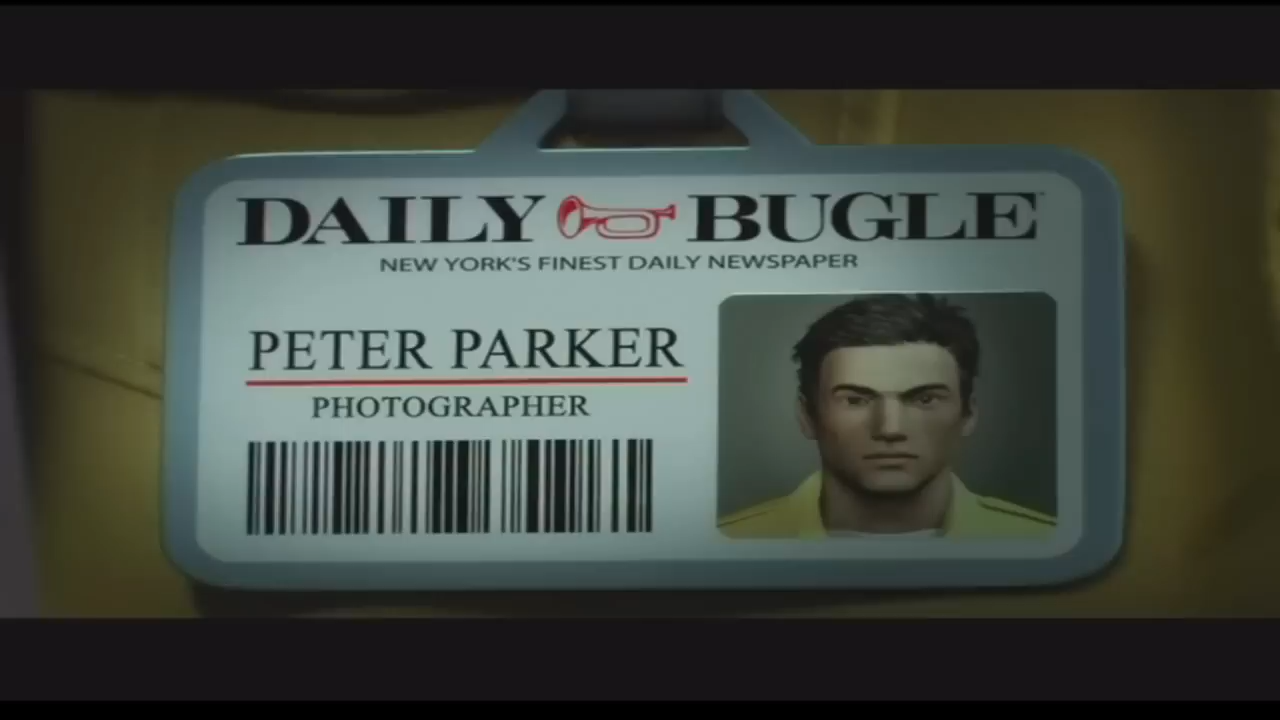 DAILY BUGLE
NEW YORK'S FINEST DAILY NEWSPAPER
PETER PARKER
PHOTOGRAPHER